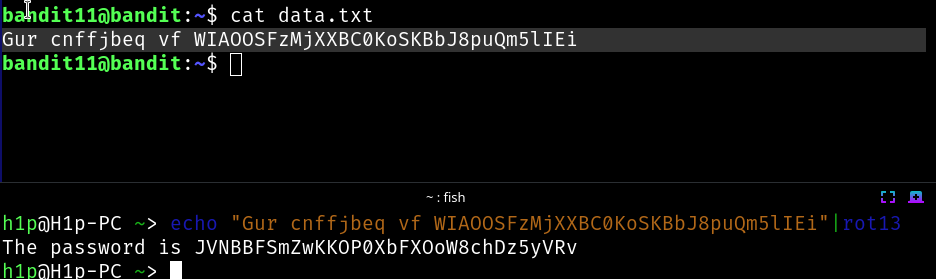 bandit11@bandit:~$ cat data.txt
Gur cnffjbeq vf WIAOOSFzMjXXBC0KoSKBbJ8puQm5lIEi
bandit11@bandit:~$
~ : fish
h1p@H1p-PC ~> echo "Gur cnffjbeq vf WIAOOSFzMjXXBC0KoSKBbJ8puQm5lIEi"|rot13
The password is JVNBBFSmZwKKOP0XbFXOoW8chDz5yVRv
h1p@H1p-PC ~>